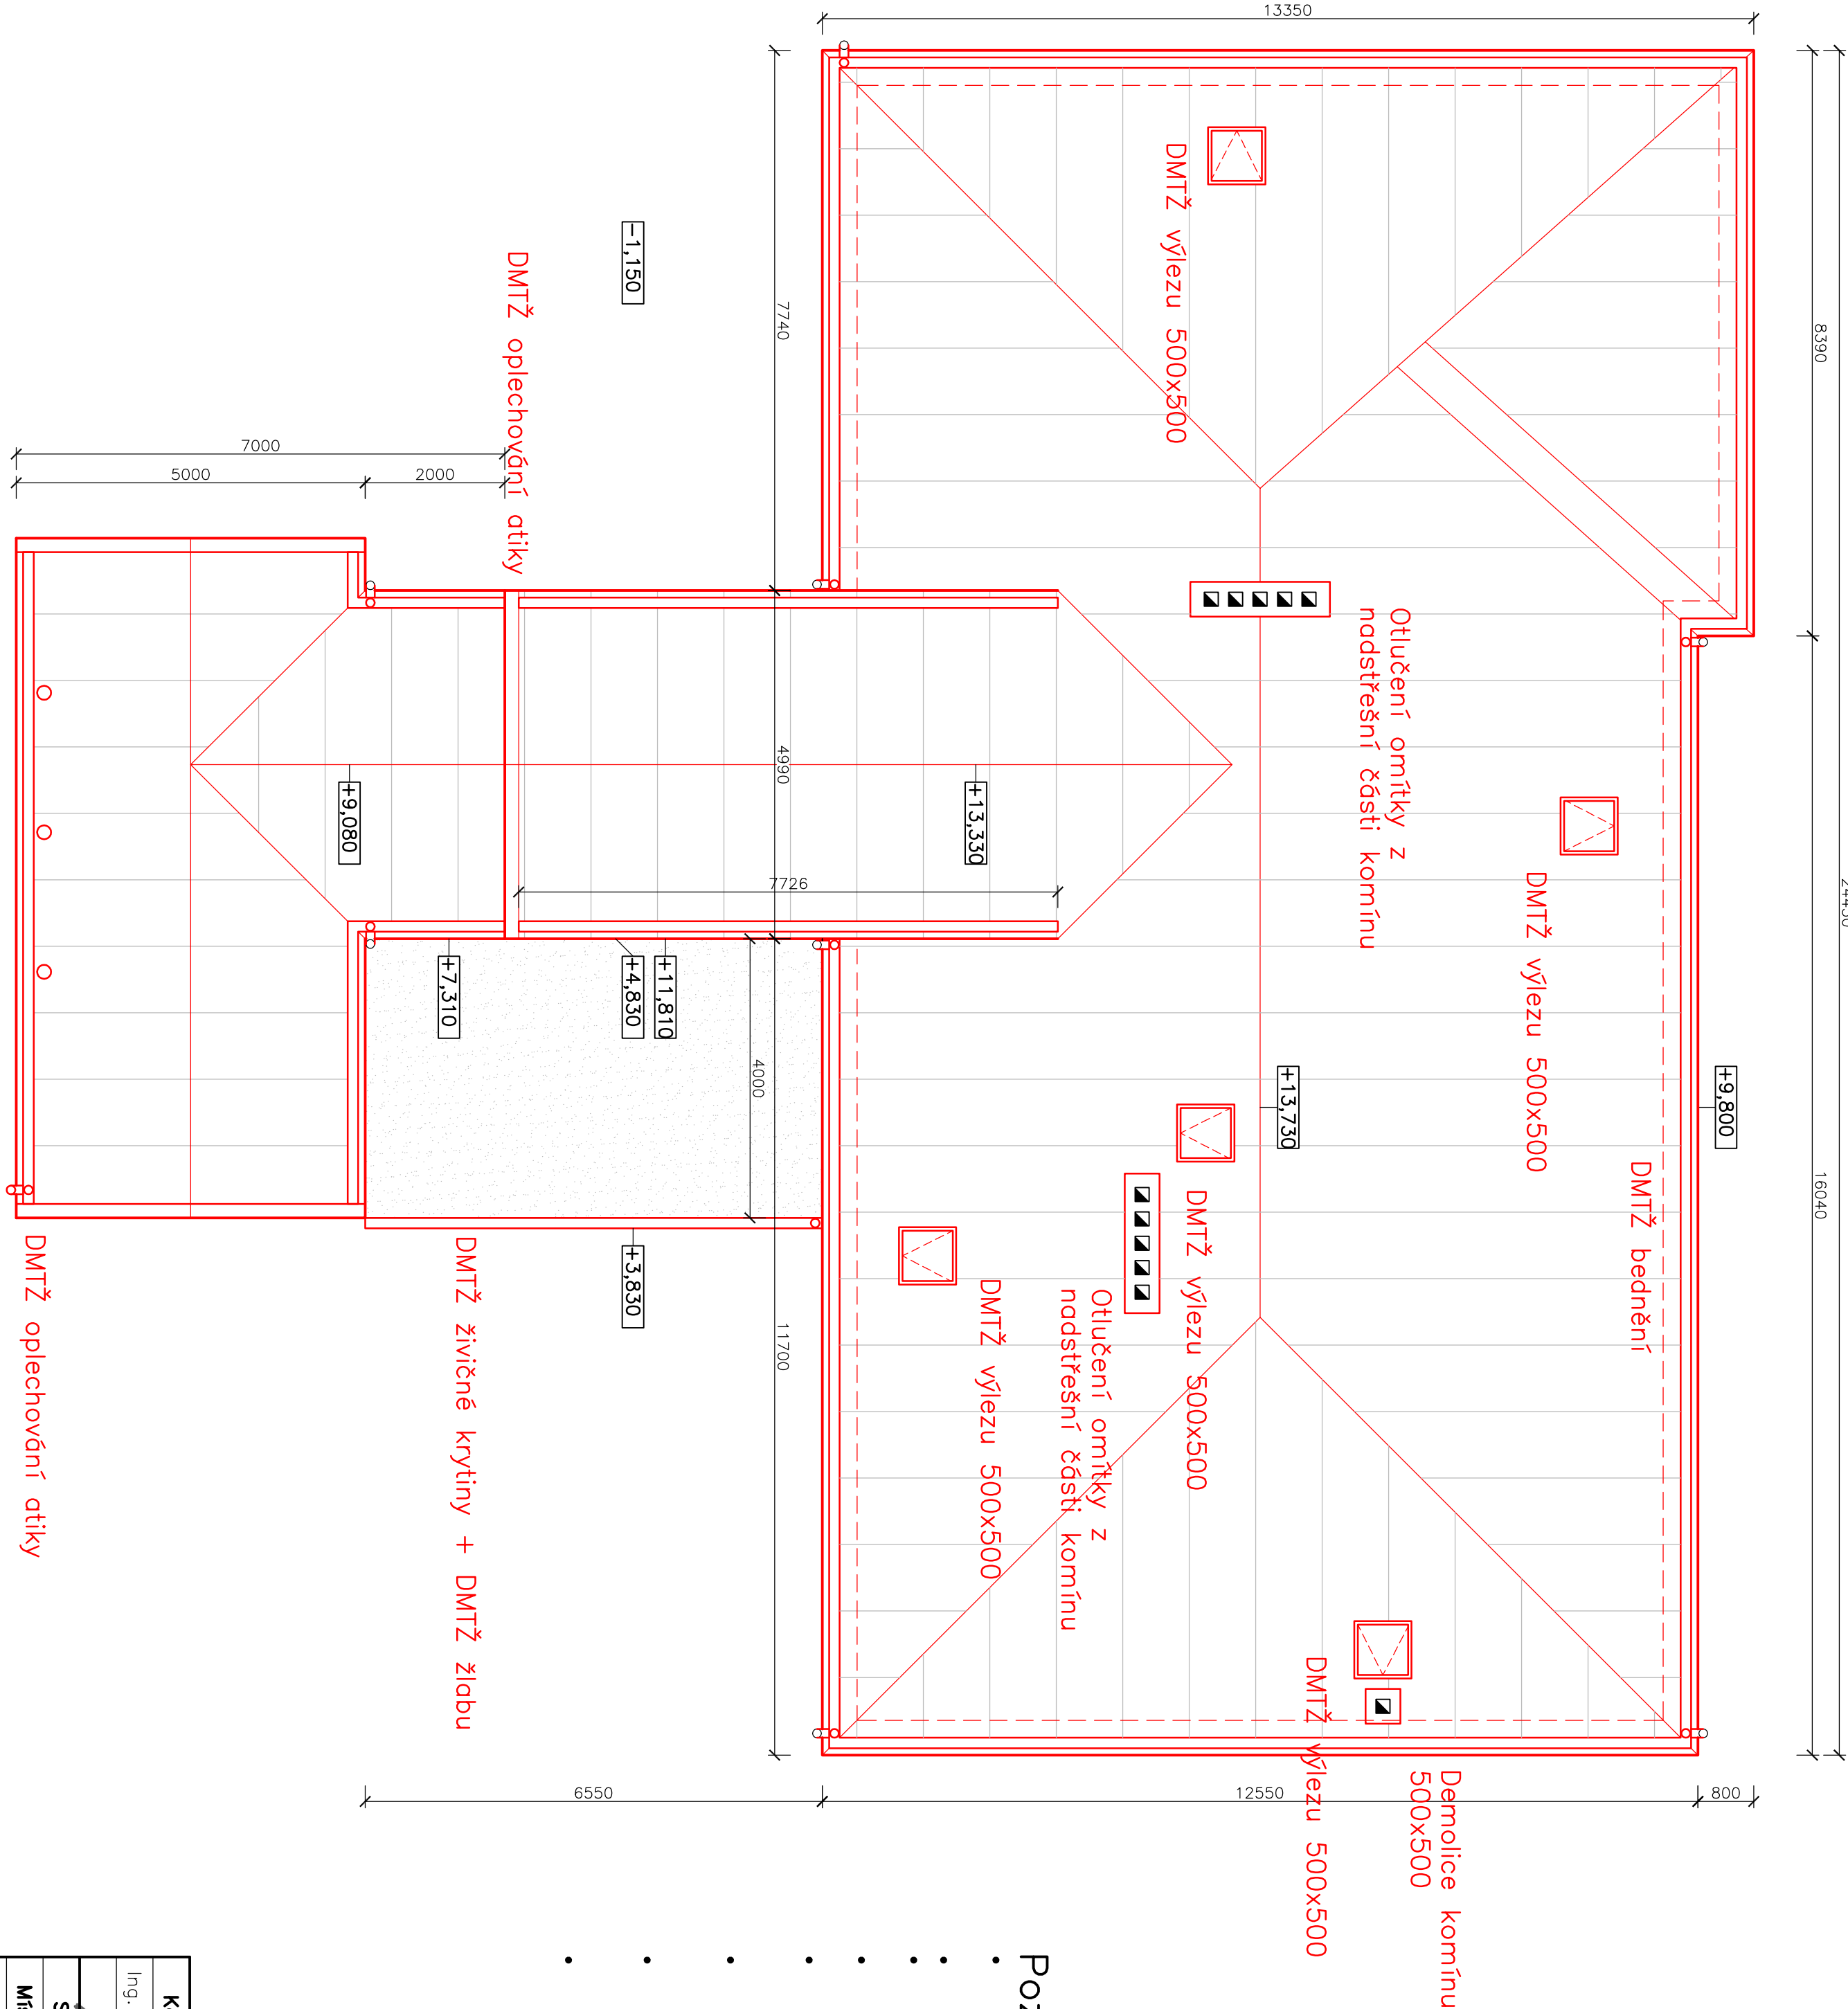 24430
8390
16040
13350
+9,800
DMTŽ bednění
DMTŽ výlezu 500x500
Otlučení omítky z
nadstřešní části komínu
+13,730
DMTŽ výlezu 500x500
DMTŽ výlezu 500x500
Otlučení omítky z
nadstřešní části komínu
DMTŽ výlezu 500x500
Demolice komínu
500x500
DMTŽ výlezu 500x500
800
12550
6550
+13,330
7726
7740
4990
11700
4000
-1,150
+11,810
+4,830
+3,830
DMTŽ oplechování atiky
+7,310
DMTŽ živičné krytiny + DMTŽ žlabu
+9,080
7000
5000
2000
DMTŽ oplechování atiky
Ing.